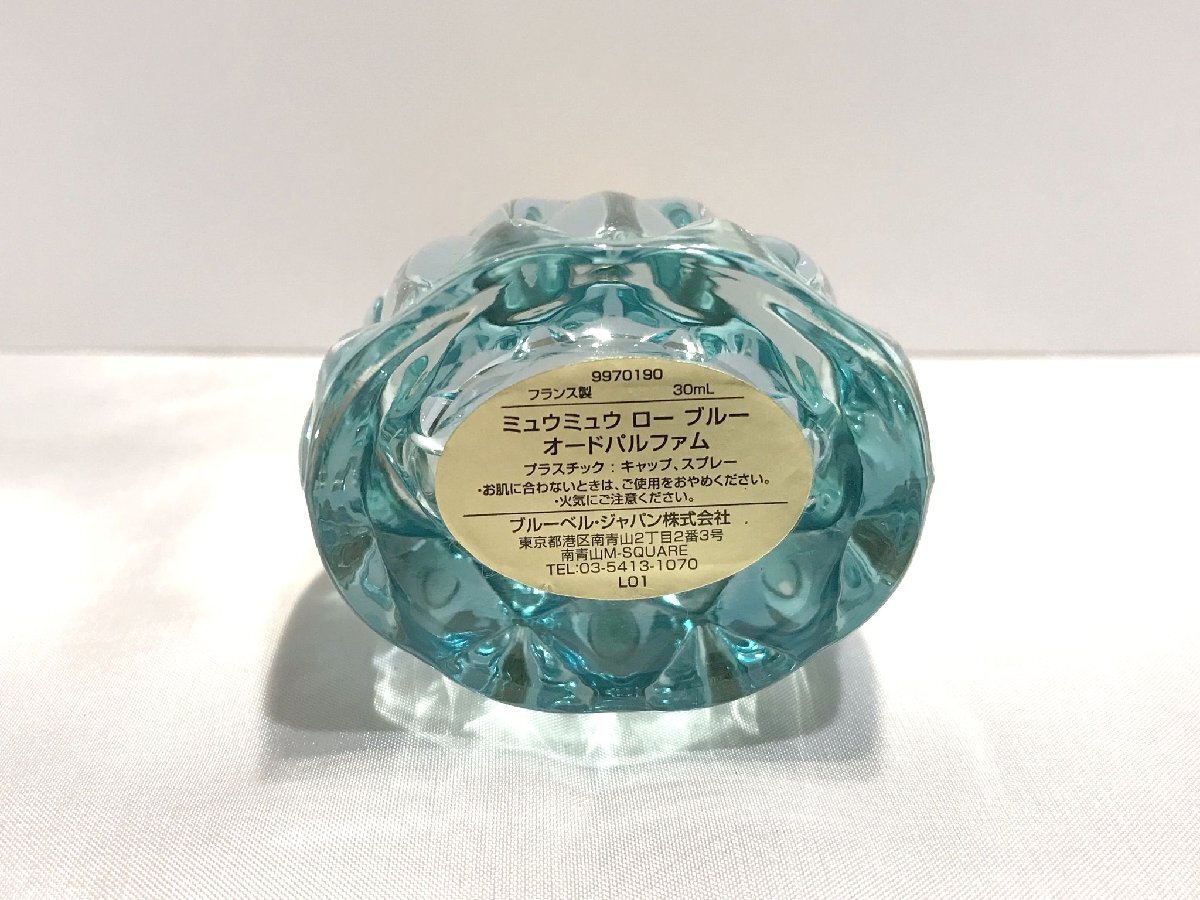 9970190
フランス製 30mL
ミュウミュウ ロー ブルー
オードパルファム
プラスチック：キャップ、スプレー
・お肌に合わないときは、ご使用をおやめください。
・火気にご注意ください。
ブルーベル・ジャパン株式会社
東京都港区南青山2丁目2番3号
南青山M-SQUARE
TEL:03-5413-1070
L01